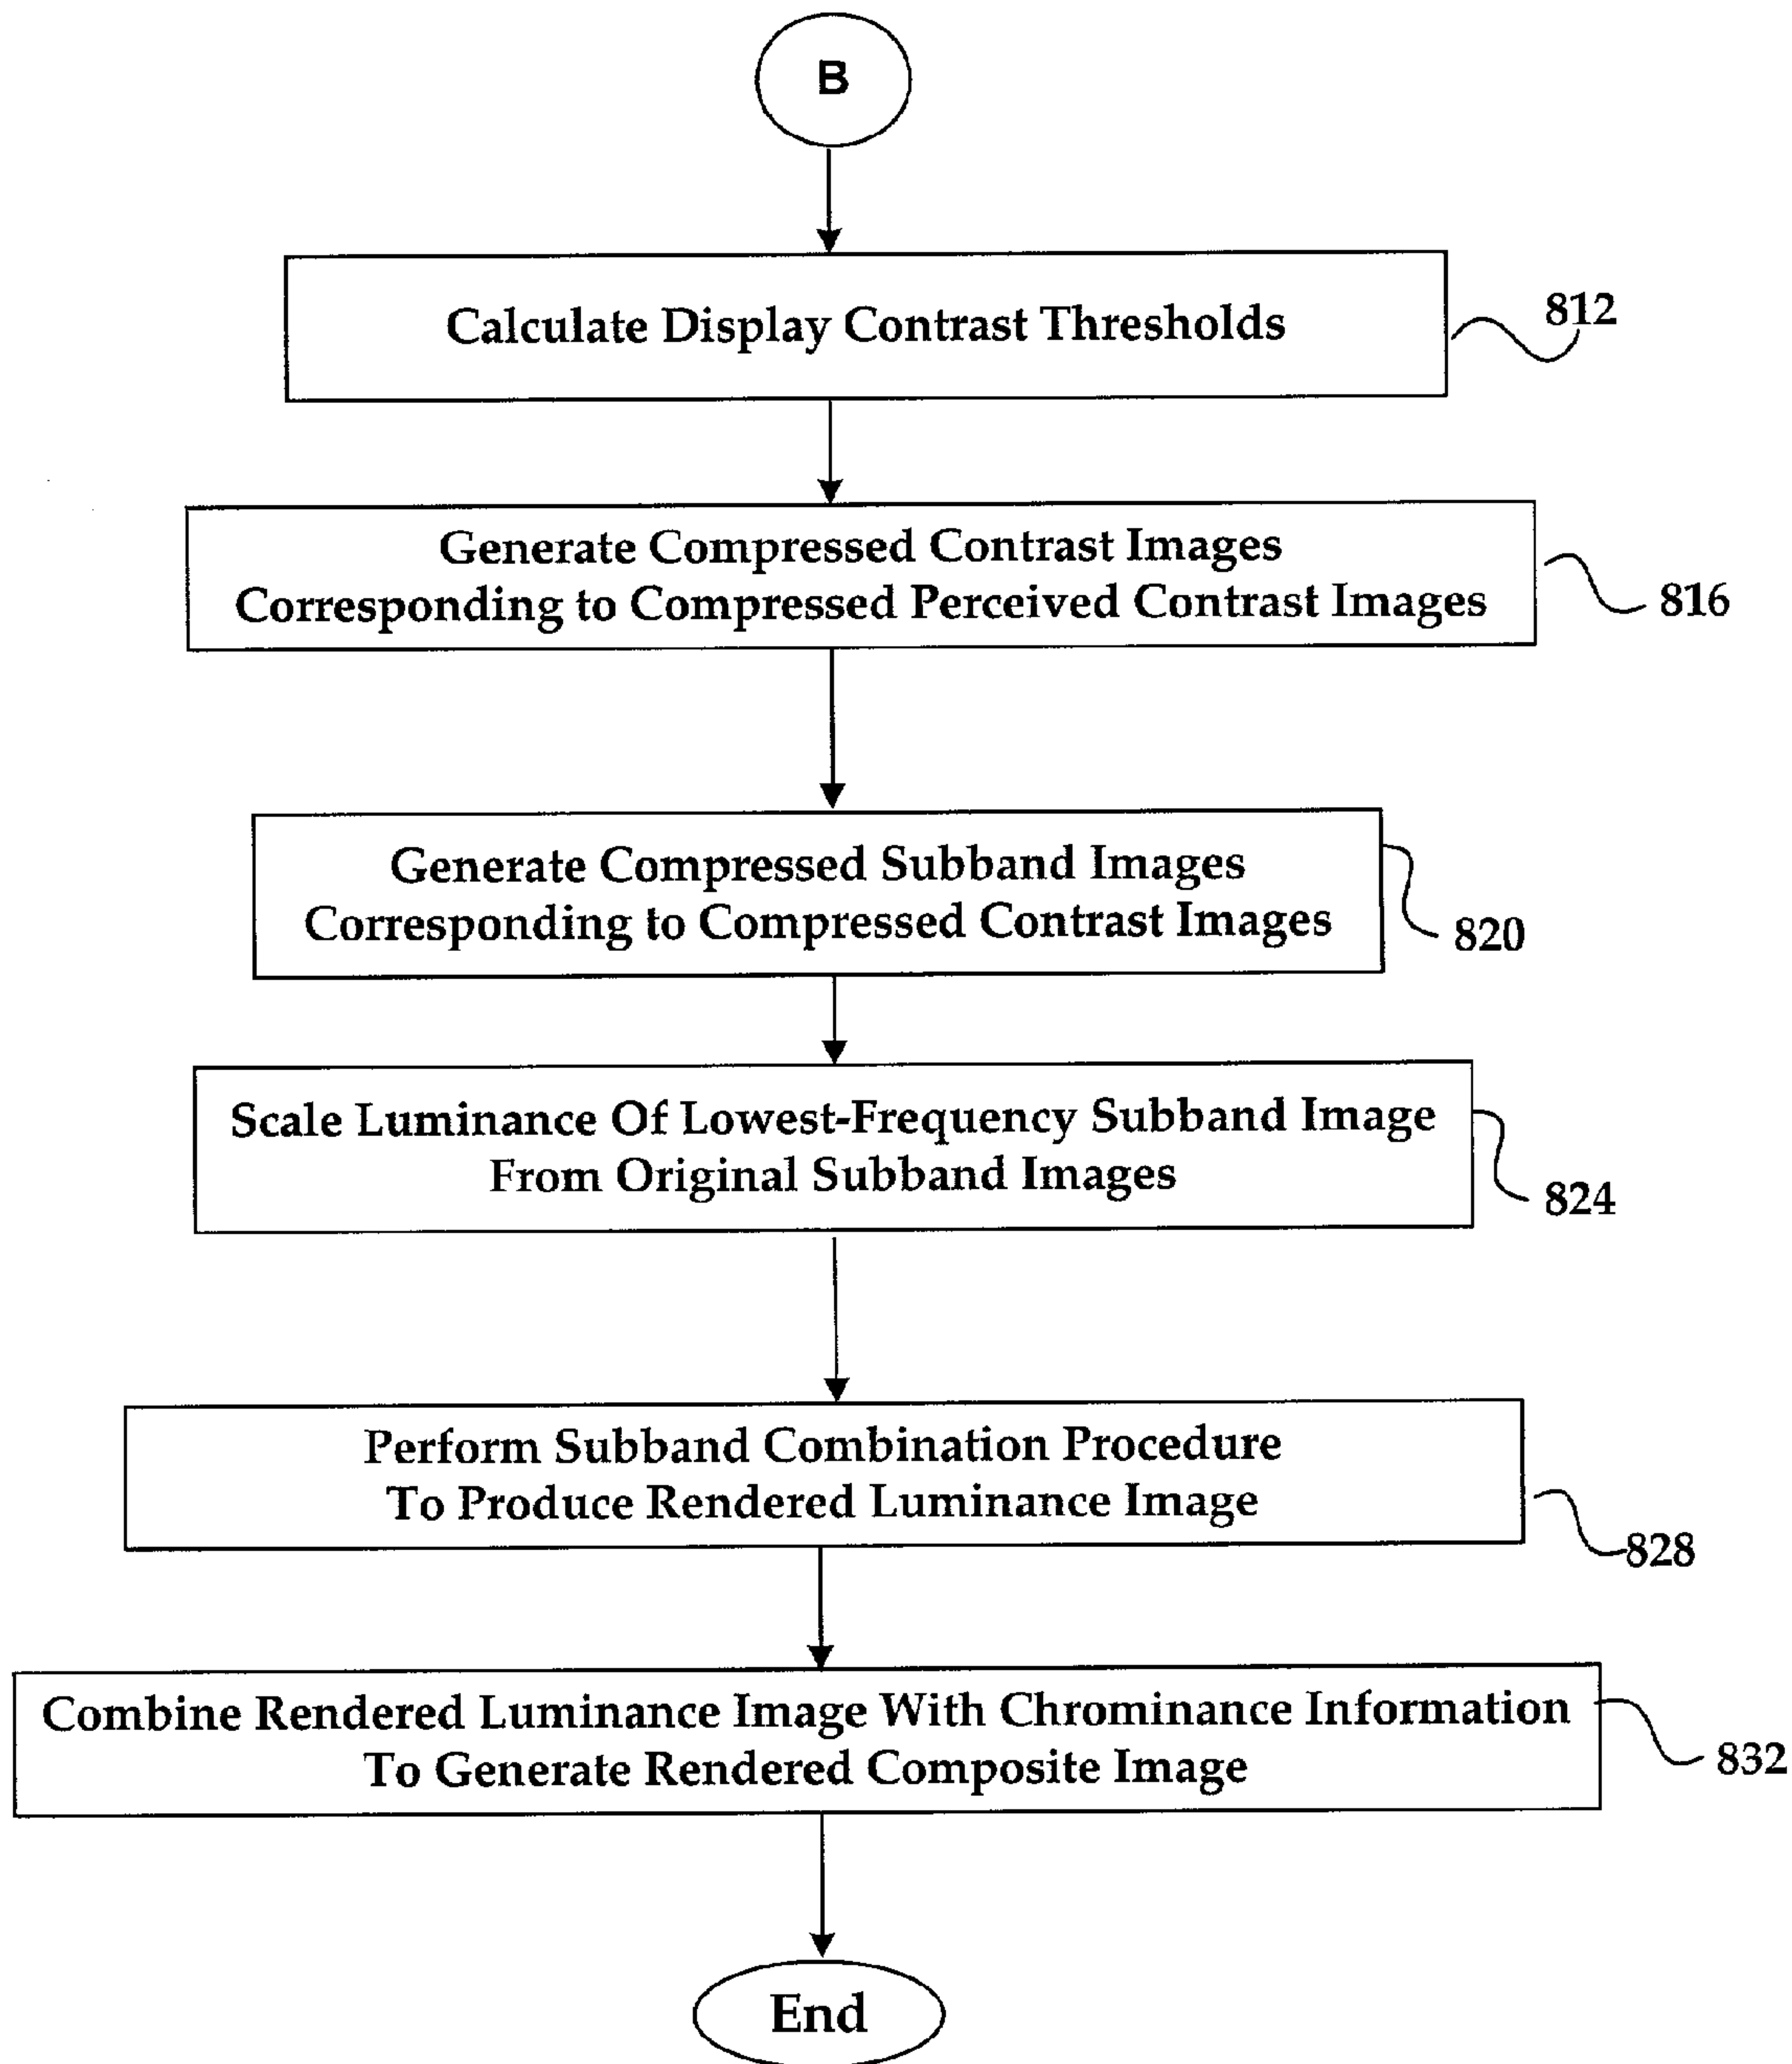 B
Calculate Display Contrast Thresholds
812
Generate Compressed Contrast Images
Corresponding to Compressed Perceived Contrast Images
816
Generate Compressed Subband Images
Corresponding to Compressed Contrast Images
820
Scale Luminance Of Lowest-Frequency Subband Image
From Original Subband Images
824
Perform Subband Combination Procedure
To Produce Rendered Luminance Image
828
Combine Rendered Luminance Image With Chrominance Information
To Generate Rendered Composite Image
832
End